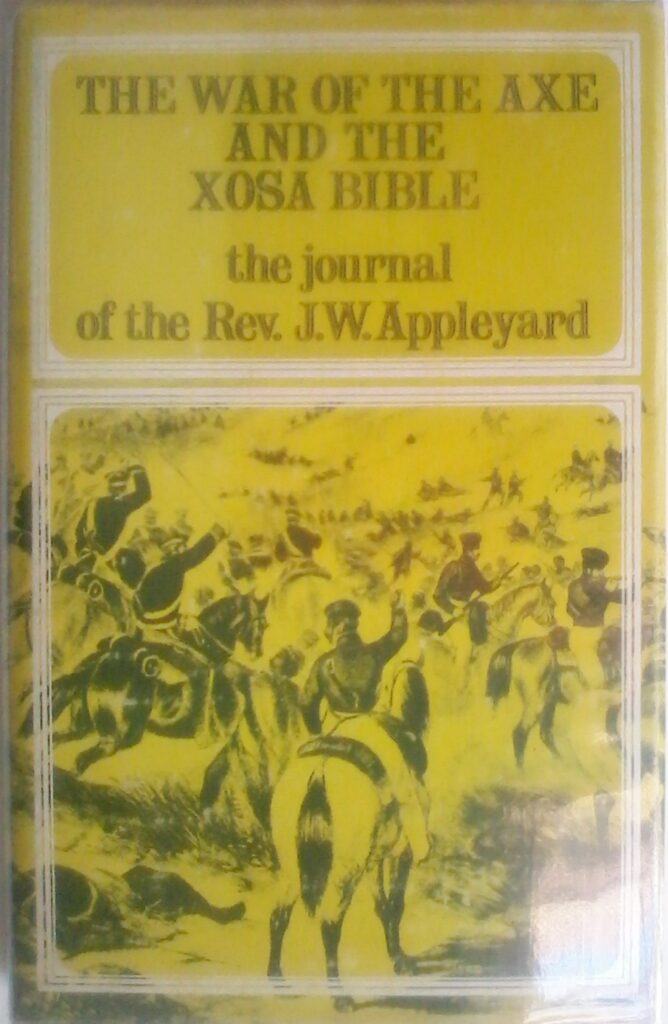 THE WAR OF THE AXE
AND THE
XOSA BIBLE
the journal
of the Rev. J.W. Appleyard